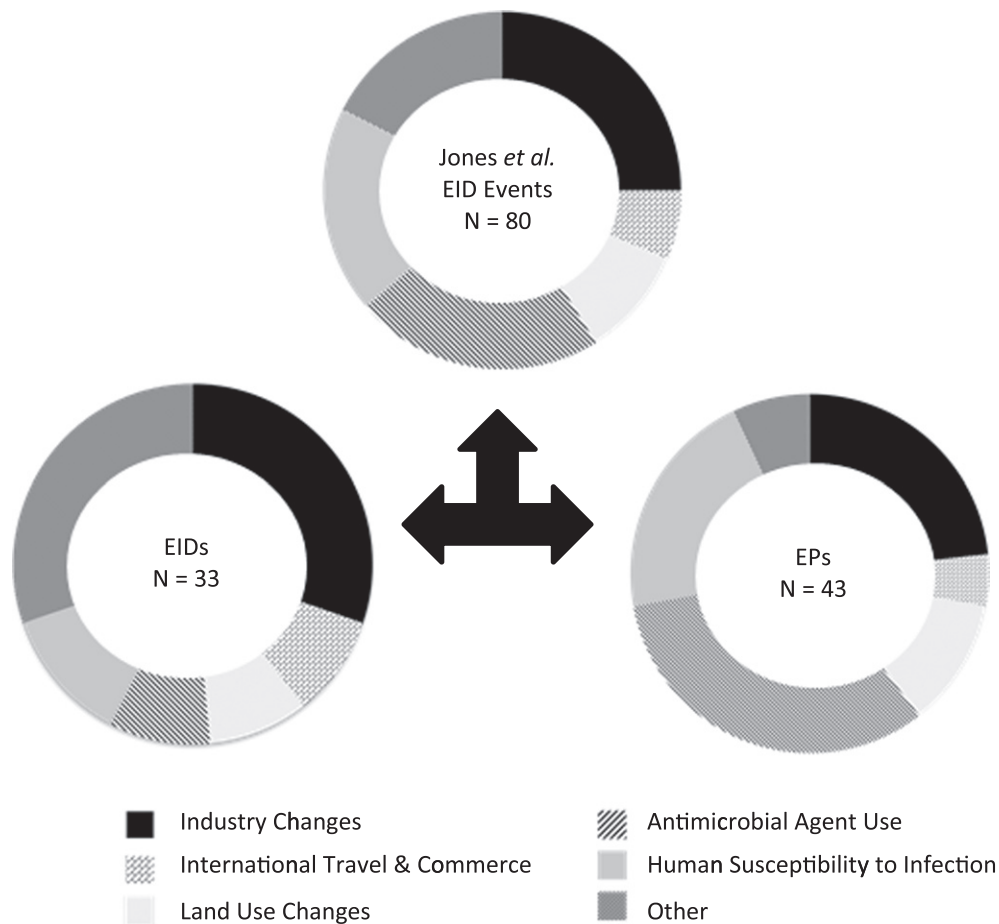 Jones et al.
EID Events
N = 80
EIDs
N = 33
EPs
N = 43
Industry Changes
International Travel & Commerce
Land Use Changes
Antimicrobial Agent Use
Human Susceptibility to Infection
Other